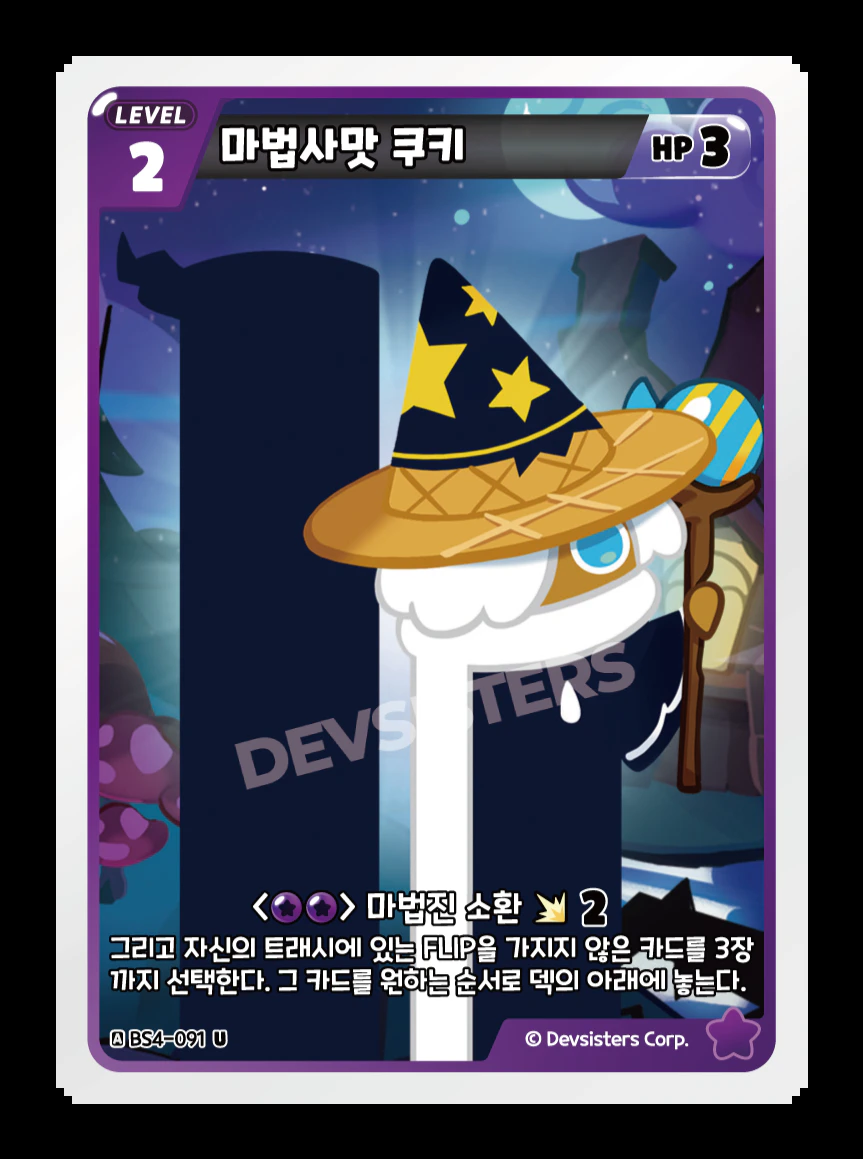 LEVEL
2
마법사맛 쿠키
HP 3
DEVSISTERS
<●●> 마법진 소환 2
그리고 자신의 트래시에 있는 FLIP을 가지지 않은 카드를 3장
까지 선택한다. 그 카드를 원하는 순서로 덱의 아래에 놓는다.
A BS4-091 U
© Devsisters Corp.